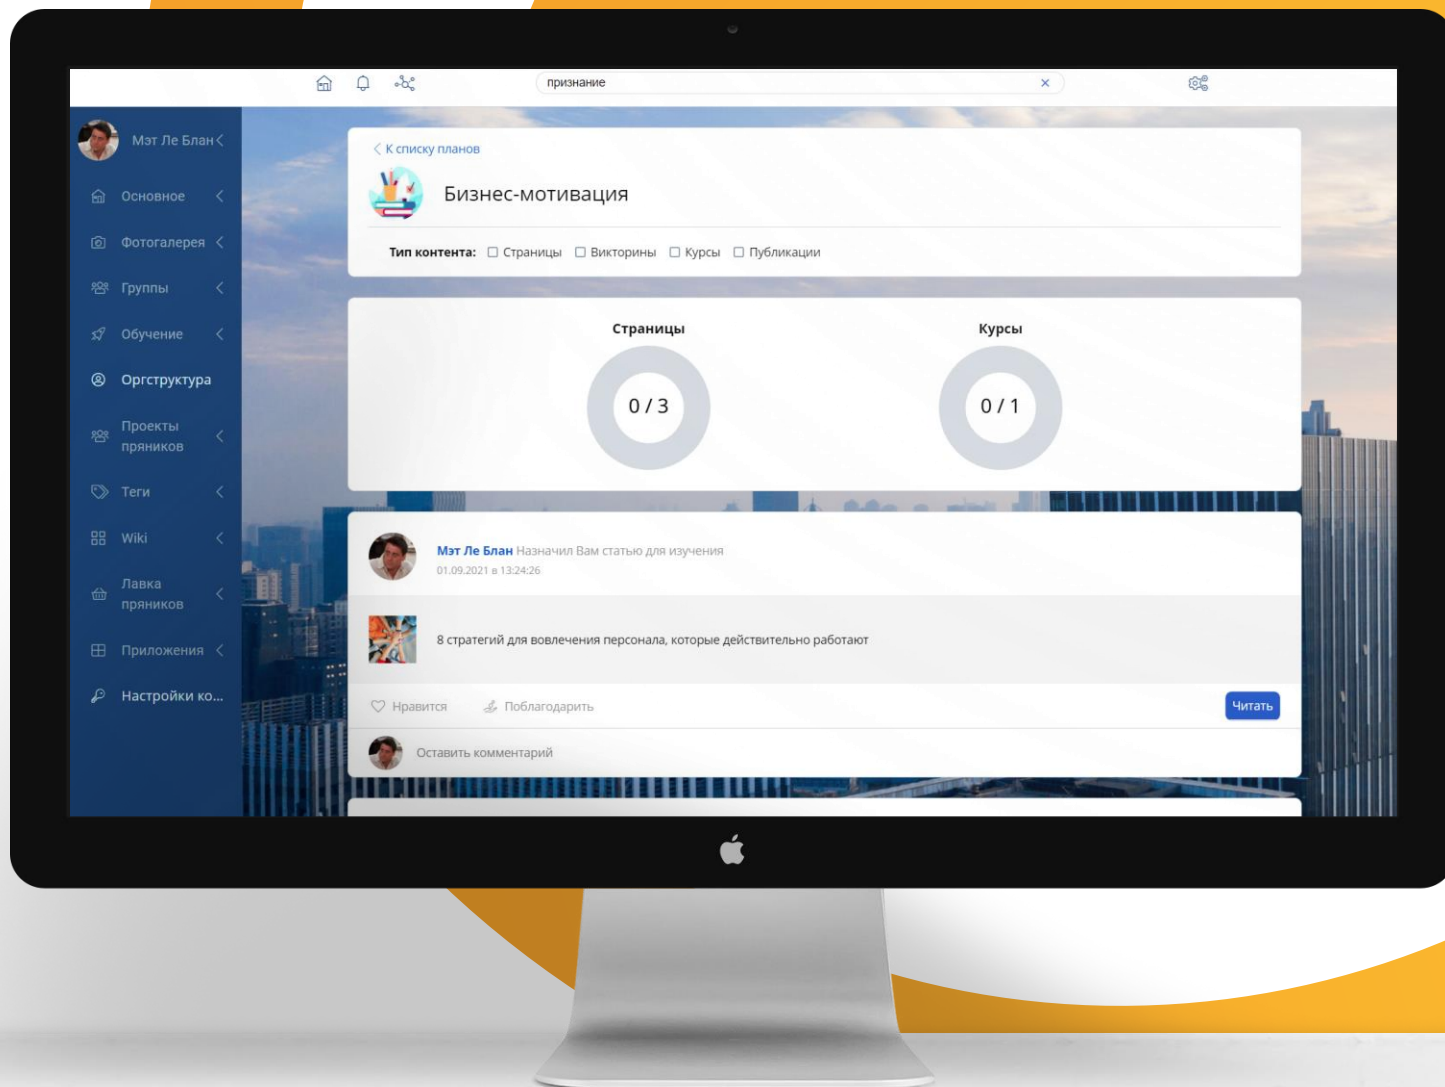 признание
Мэт Ле Блан
Основное
Фотогалерея
Группы
Обучение
Оргструктура
Проекты
пряников
Теги
Wiki
Лавка
пряников
Приложения
Настройки ко...
К списку планов
Бизнес-мотивация
Тип контента: Страницы Викторины Курсы Публикации
Страницы
0 / 3
Курсы
0 / 1
Мэт Ле Блан Назначил Вам статью для изучения
01.09.2021 в 13:24:26
8 стратегий для вовлечения персонала, которые действительно работают
Нравится
Поблагодарить
Читать
Оставить комментарий